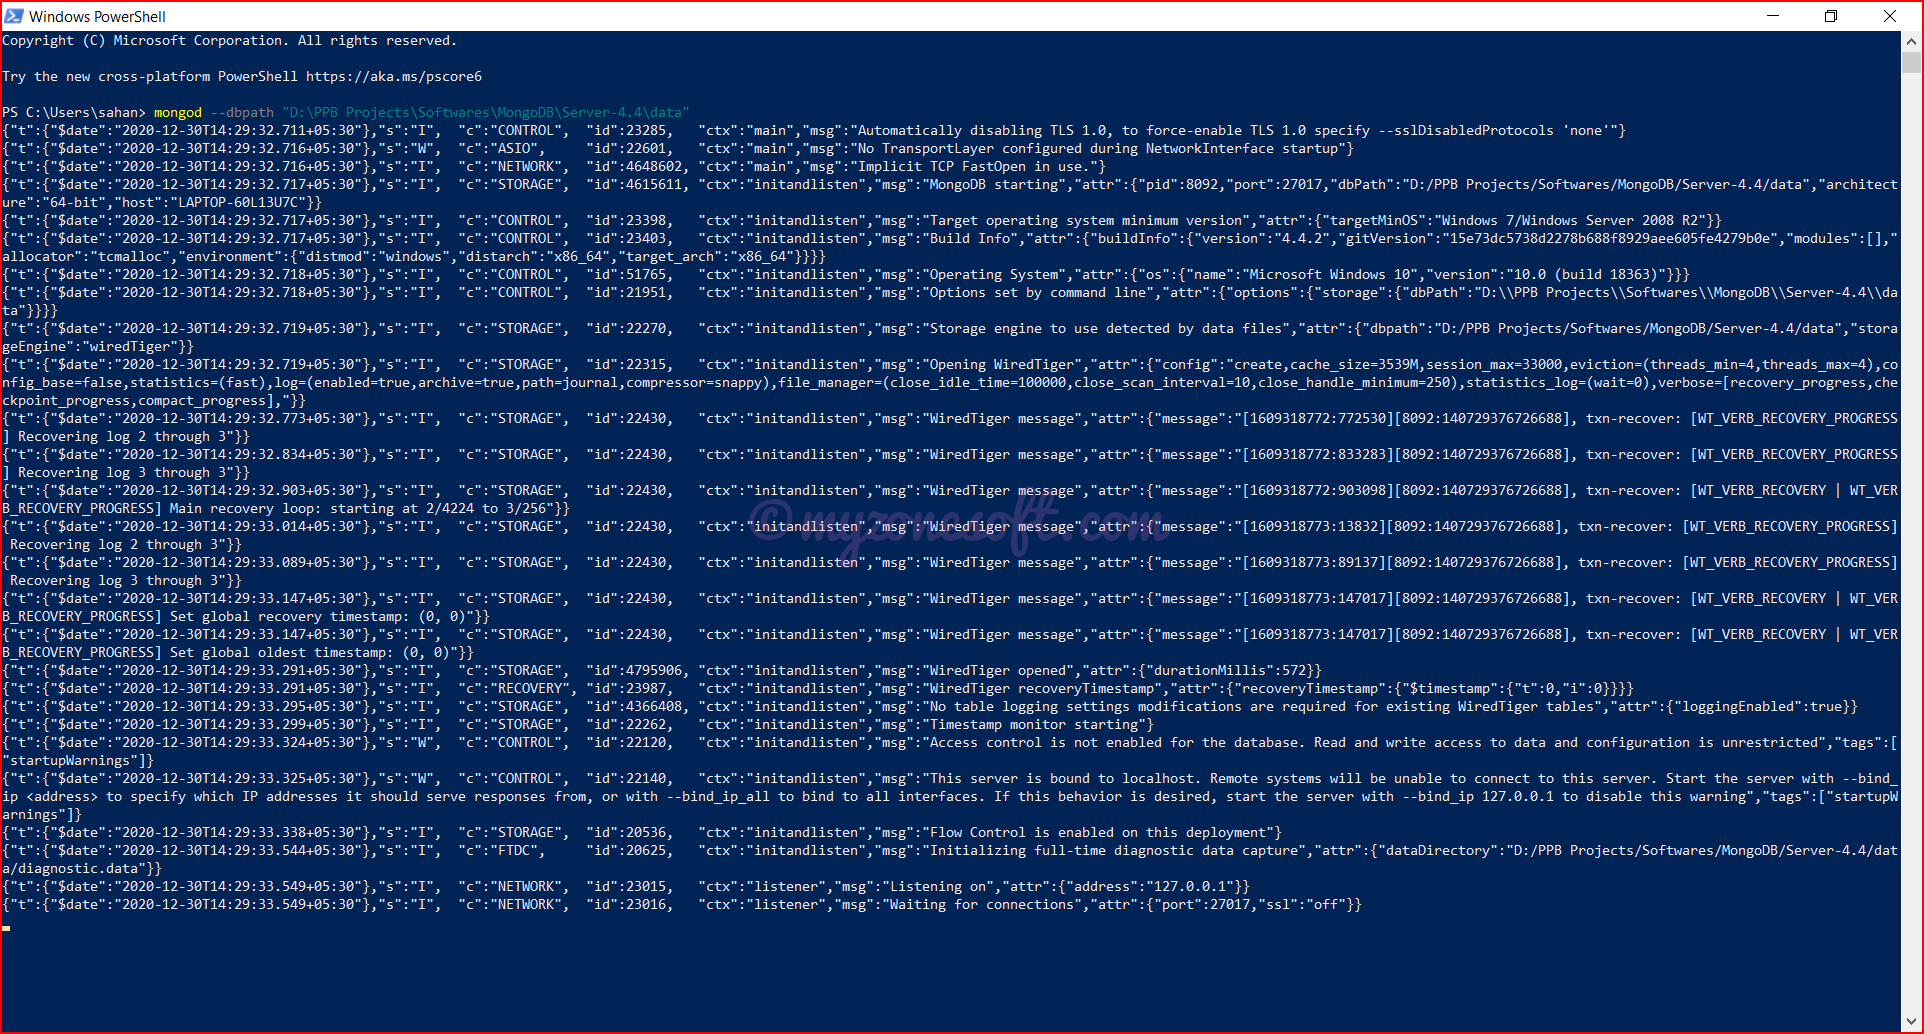 Windows PowerShell
Copyright (C) Microsoft Corporation. All rights reserved.
Try the new cross-platform PowerShell https://aka.ms/pscore6
PS C:\Users\sahan> mongod --dbpath "D:\PPB Projects\Softwares\MongoDB\Server-4.4\data"
{"t":{"$date":"2020-12-30T14:29:32.711+05:30"},"s":"I",  "c":"CONTROL",  "id":23285,   "ctx":"main","msg":"Automatically disabling TLS 1.0, to force-enable TLS 1.0 specify --sslDisabledProtocols 'none'"}
{"t":{"$date":"2020-12-30T14:29:32.716+05:30"},"s":"W",  "c":"ASIO",     "id":22601,   "ctx":"main","msg":"No TransportLayer configured during NetworkInterface startup"}
{"t":{"$date":"2020-12-30T14:29:32.716+05:30"},"s":"I",  "c":"NETWORK",  "id":4648602, "ctx":"main","msg":"Implicit TCP FastOpen in use."}
{"t":{"$date":"2020-12-30T14:29:32.717+05:30"},"s":"I",  "c":"STORAGE",  "id":4615611, "ctx":"initandlisten","msg":"MongoDB starting","attr":{"pid":8092,"port":27017,"dbPath":"D:/PPB Projects/Softwares/MongoDB/Server-4.4/data","architect
ure":"64-bit","host":"LAPTOP-60L13U7C"}}
{"t":{"$date":"2020-12-30T14:29:32.717+05:30"},"s":"I",  "c":"CONTROL",  "id":23398,   "ctx":"initandlisten","msg":"Target operating system minimum version","attr":{"targetMinOS":"Windows 7/Windows Server 2008 R2"}}
{"t":{"$date":"2020-12-30T14:29:32.717+05:30"},"s":"I",  "c":"CONTROL",  "id":23403,   "ctx":"initandlisten","msg":"Build Info","attr":{"buildInfo":{"version":"4.4.2","gitVersion":"15e73dc5738d2278b688f8929aee605fe4279b0e","modules":[],"
allocator":"tcmalloc","environment":{"distmod":"windows","distarch":"x86_64","target_arch":"x86_64"}}}}
{"t":{"$date":"2020-12-30T14:29:32.718+05:30"},"s":"I",  "c":"CONTROL",  "id":51765,   "ctx":"initandlisten","msg":"Operating System","attr":{"os":{"name":"Microsoft Windows 10","version":"10.0 (build 18363)"}}}
{"t":{"$date":"2020-12-30T14:29:32.718+05:30"},"s":"I",  "c":"CONTROL",  "id":21951,   "ctx":"initandlisten","msg":"Options set by command line","attr":{"options":{"storage":{"dbPath":"D:\\PPB Projects\\Softwares\\MongoDB\\Server-4.4\\da
ta"}}}}
{"t":{"$date":"2020-12-30T14:29:32.719+05:30"},"s":"I",  "c":"STORAGE",  "id":22270,   "ctx":"initandlisten","msg":"Storage engine to use detected by data files","attr":{"dbpath":"D:/PPB Projects/Softwares/MongoDB/Server-4.4/data","stora
geEngine":"wiredTiger"}}
{"t":{"$date":"2020-12-30T14:29:32.719+05:30"},"s":"I",  "c":"STORAGE",  "id":22315,   "ctx":"initandlisten","msg":"Opening WiredTiger","attr":{"config":"create,cache_size=3539M,session_max=33000,eviction=(threads_min=4,threads_max=4),co
nfig_base=false,statistics=(fast),log=(enabled=true,archive=true,path=journal,compressor=snappy),file_manager=(close_idle_time=100000,close_scan_interval=10,close_handle_minimum=250),statistics_log=(wait=0),verbose=[recovery_progress,che
ckpoint_progress,compact_progress],"}}
{"t":{"$date":"2020-12-30T14:29:32.773+05:30"},"s":"I",  "c":"STORAGE",  "id":22430,   "ctx":"initandlisten","msg":"WiredTiger message","attr":{"message":"[1609318772:772530][8092:140729376726688], txn-recover: [WT_VERB_RECOVERY_PROGRESS
] Recovering log 2 through 3"}}
{"t":{"$date":"2020-12-30T14:29:32.834+05:30"},"s":"I",  "c":"STORAGE",  "id":22430,   "ctx":"initandlisten","msg":"WiredTiger message","attr":{"message":"[1609318772:833283][8092:140729376726688], txn-recover: [WT_VERB_RECOVERY_PROGRESS
] Recovering log 3 through 3"}}
{"t":{"$date":"2020-12-30T14:29:32.903+05:30"},"s":"I",  "c":"STORAGE",  "id":22430,   "ctx":"initandlisten","msg":"WiredTiger message","attr":{"message":"[1609318772:903098][8092:140729376726688], txn-recover: [WT_VERB_RECOVERY | WT_VER
B_RECOVERY_PROGRESS] Main recovery loop: starting at 2/4224 to 3/256"}}
{"t":{"$date":"2020-12-30T14:29:33.014+05:30"},"s":"I",  "c":"STORAGE",  "id":22430,   "ctx":"initandlisten","msg":"WiredTiger message","attr":{"message":"[1609318773:13832][8092:140729376726688], txn-recover: [WT_VERB_RECOVERY_PROGRESS]
 Recovering log 2 through 3"}}
{"t":{"$date":"2020-12-30T14:29:33.089+05:30"},"s":"I",  "c":"STORAGE",  "id":22430,   "ctx":"initandlisten","msg":"WiredTiger message","attr":{"message":"[1609318773:89137][8092:140729376726688], txn-recover: [WT_VERB_RECOVERY_PROGRESS]
 Recovering log 3 through 3"}}
{"t":{"$date":"2020-12-30T14:29:33.147+05:30"},"s":"I",  "c":"STORAGE",  "id":22430,   "ctx":"initandlisten","msg":"WiredTiger message","attr":{"message":"[1609318773:147017][8092:140729376726688], txn-recover: [WT_VERB_RECOVERY | WT_VER
B_RECOVERY_PROGRESS] Set global recovery timestamp: (0, 0)"}}
{"t":{"$date":"2020-12-30T14:29:33.147+05:30"},"s":"I",  "c":"STORAGE",  "id":22430,   "ctx":"initandlisten","msg":"WiredTiger message","attr":{"message":"[1609318773:147017][8092:140729376726688], txn-recover: [WT_VERB_RECOVERY | WT_VER
B_RECOVERY_PROGRESS] Set global oldest timestamp: (0, 0)"}}
{"t":{"$date":"2020-12-30T14:29:33.291+05:30"},"s":"I",  "c":"STORAGE",  "id":4795906, "ctx":"initandlisten","msg":"WiredTiger opened","attr":{"durationMillis":572}}
{"t":{"$date":"2020-12-30T14:29:33.291+05:30"},"s":"I",  "c":"RECOVERY", "id":23987,   "ctx":"initandlisten","msg":"WiredTiger recoveryTimestamp","attr":{"recoveryTimestamp":{"$timestamp":{"t":0,"i":0}}}}
{"t":{"$date":"2020-12-30T14:29:33.295+05:30"},"s":"I",  "c":"STORAGE",  "id":4366408, "ctx":"initandlisten","msg":"No table logging settings modifications are required for existing WiredTiger tables","attr":{"loggingEnabled":true}}
{"t":{"$date":"2020-12-30T14:29:33.299+05:30"},"s":"I",  "c":"STORAGE",  "id":22262,   "ctx":"initandlisten","msg":"Timestamp monitor starting"}
{"t":{"$date":"2020-12-30T14:29:33.324+05:30"},"s":"W",  "c":"CONTROL",  "id":22120,   "ctx":"initandlisten","msg":"Access control is not enabled for the database. Read and write access to data and configuration is unrestricted","tags":[
"startupWarnings"]}
{"t":{"$date":"2020-12-30T14:29:33.325+05:30"},"s":"W",  "c":"CONTROL",  "id":22140,   "ctx":"initandlisten","msg":"This server is bound to localhost. Remote systems will be unable to connect to this server. Start the server with --bind_
ip <address> to specify which IP addresses it should serve responses from, or with --bind_ip_all to bind to all interfaces. If this behavior is desired, start the server with --bind_ip 127.0.0.1 to disable this warning","tags":["startupW
arnings"]}
{"t":{"$date":"2020-12-30T14:29:33.338+05:30"},"s":"I",  "c":"STORAGE",  "id":20536,   "ctx":"initandlisten","msg":"Flow Control is enabled on this deployment"}
{"t":{"$date":"2020-12-30T14:29:33.544+05:30"},"s":"I",  "c":"FTDC",     "id":20625,   "ctx":"initandlisten","msg":"Initializing full-time diagnostic data capture","attr":{"dataDirectory":"D:/PPB Projects/Softwares/MongoDB/Server-4.4/dat
a/diagnostic.data"}}
{"t":{"$date":"2020-12-30T14:29:33.549+05:30"},"s":"I",  "c":"NETWORK",  "id":23015,   "ctx":"listener","msg":"Listening on","attr":{"address":"127.0.0.1"}}
{"t":{"$date":"2020-12-30T14:29:33.549+05:30"},"s":"I",  "c":"NETWORK",  "id":23016,   "ctx":"listener","msg":"Waiting for connections","attr":{"port":27017,"ssl":"off"}}
©myzonesoft.com